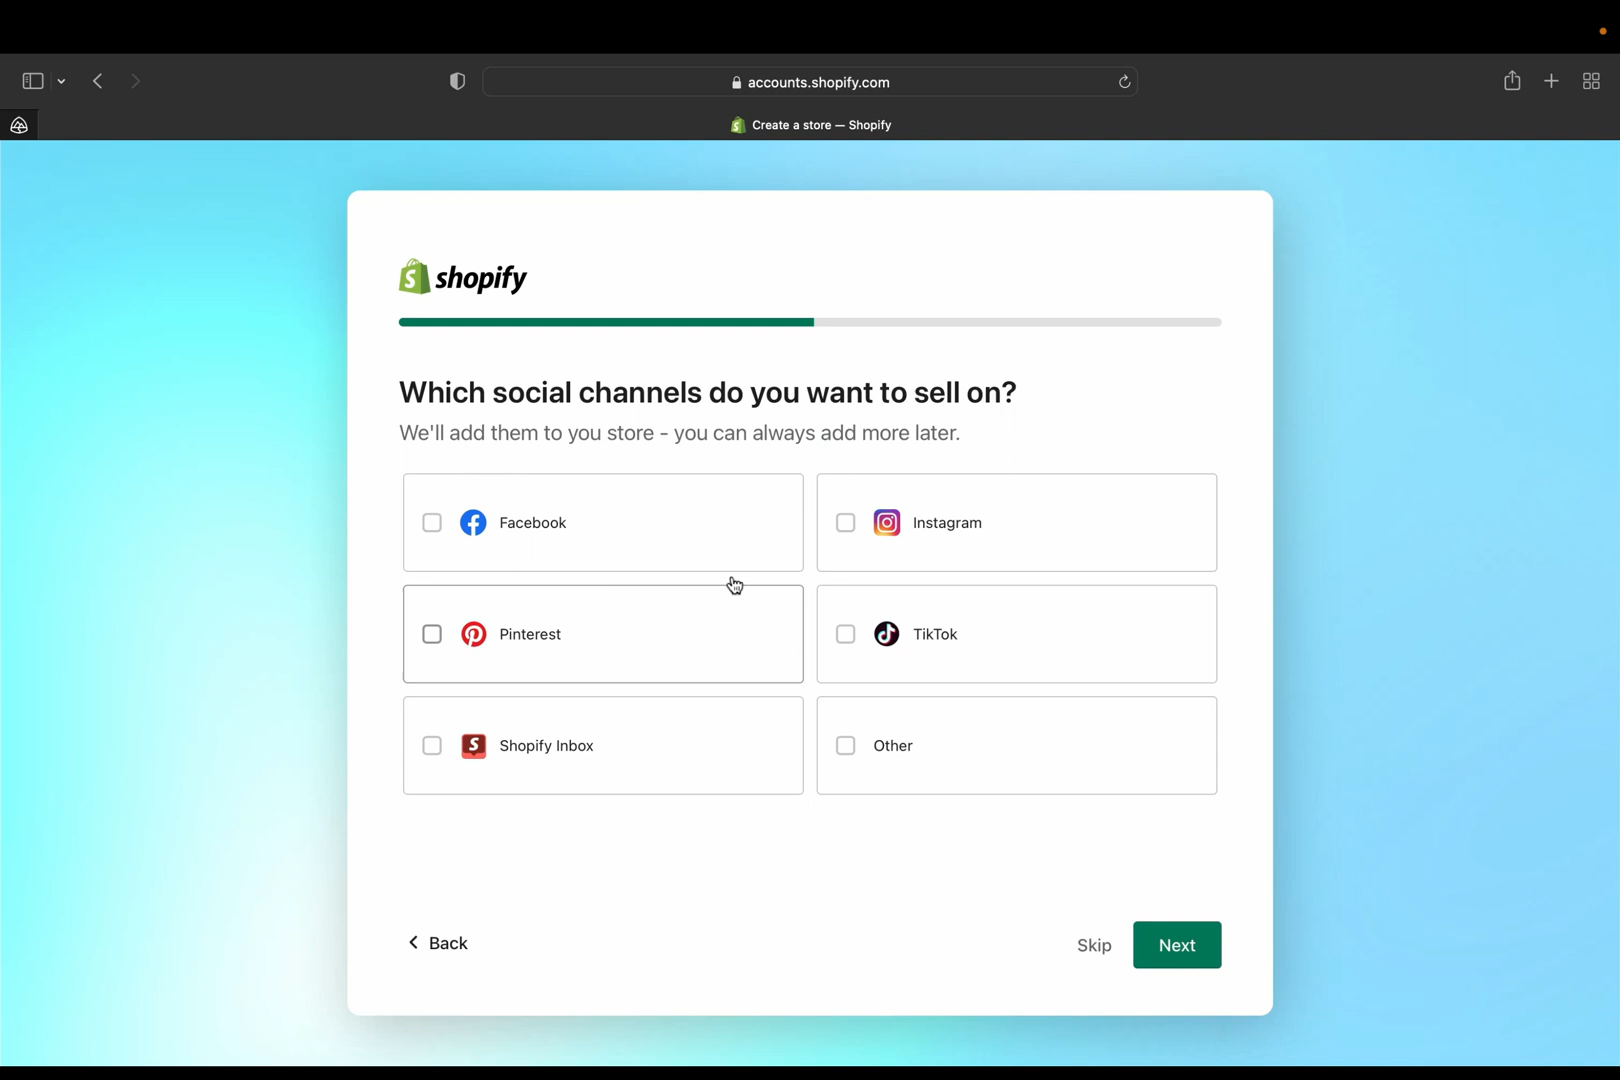 accounts.shopify.com
Create a store — Shopify
shopify
Which social channels do you want to sell on?
We'll add them to you store - you can always add more later.
Facebook
Instagram
Pinterest
TikTok
Shopify Inbox
Other
Back
Skip
Next